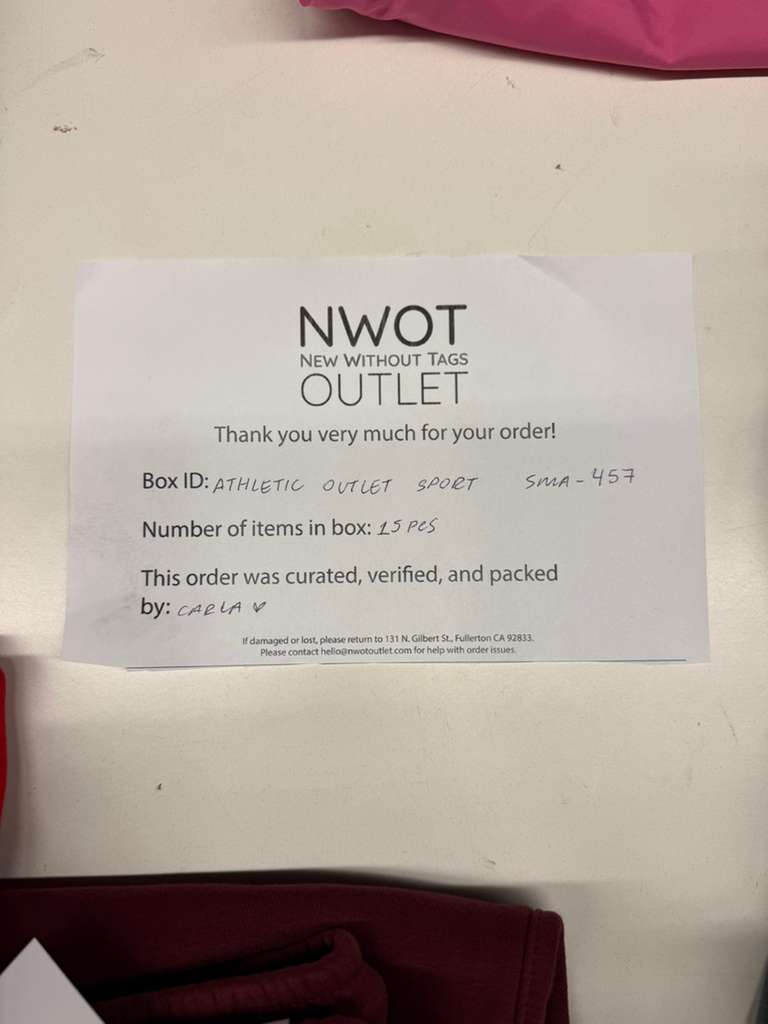 NWOT
NEW WITHOUT TAGS
OUTLET
Thank you very much for your order!
Box ID: ATHLETIC OUTLET SPORT SMA-457
Number of items in box: 15 PCS
This order was curated, verified, and packed
by: CARLA ♥
If damaged or lost, please return to 131 N. Gilbert St., Fullerton CA 92833.
Please contact hello@nwotoutlet.com for help with order issues.